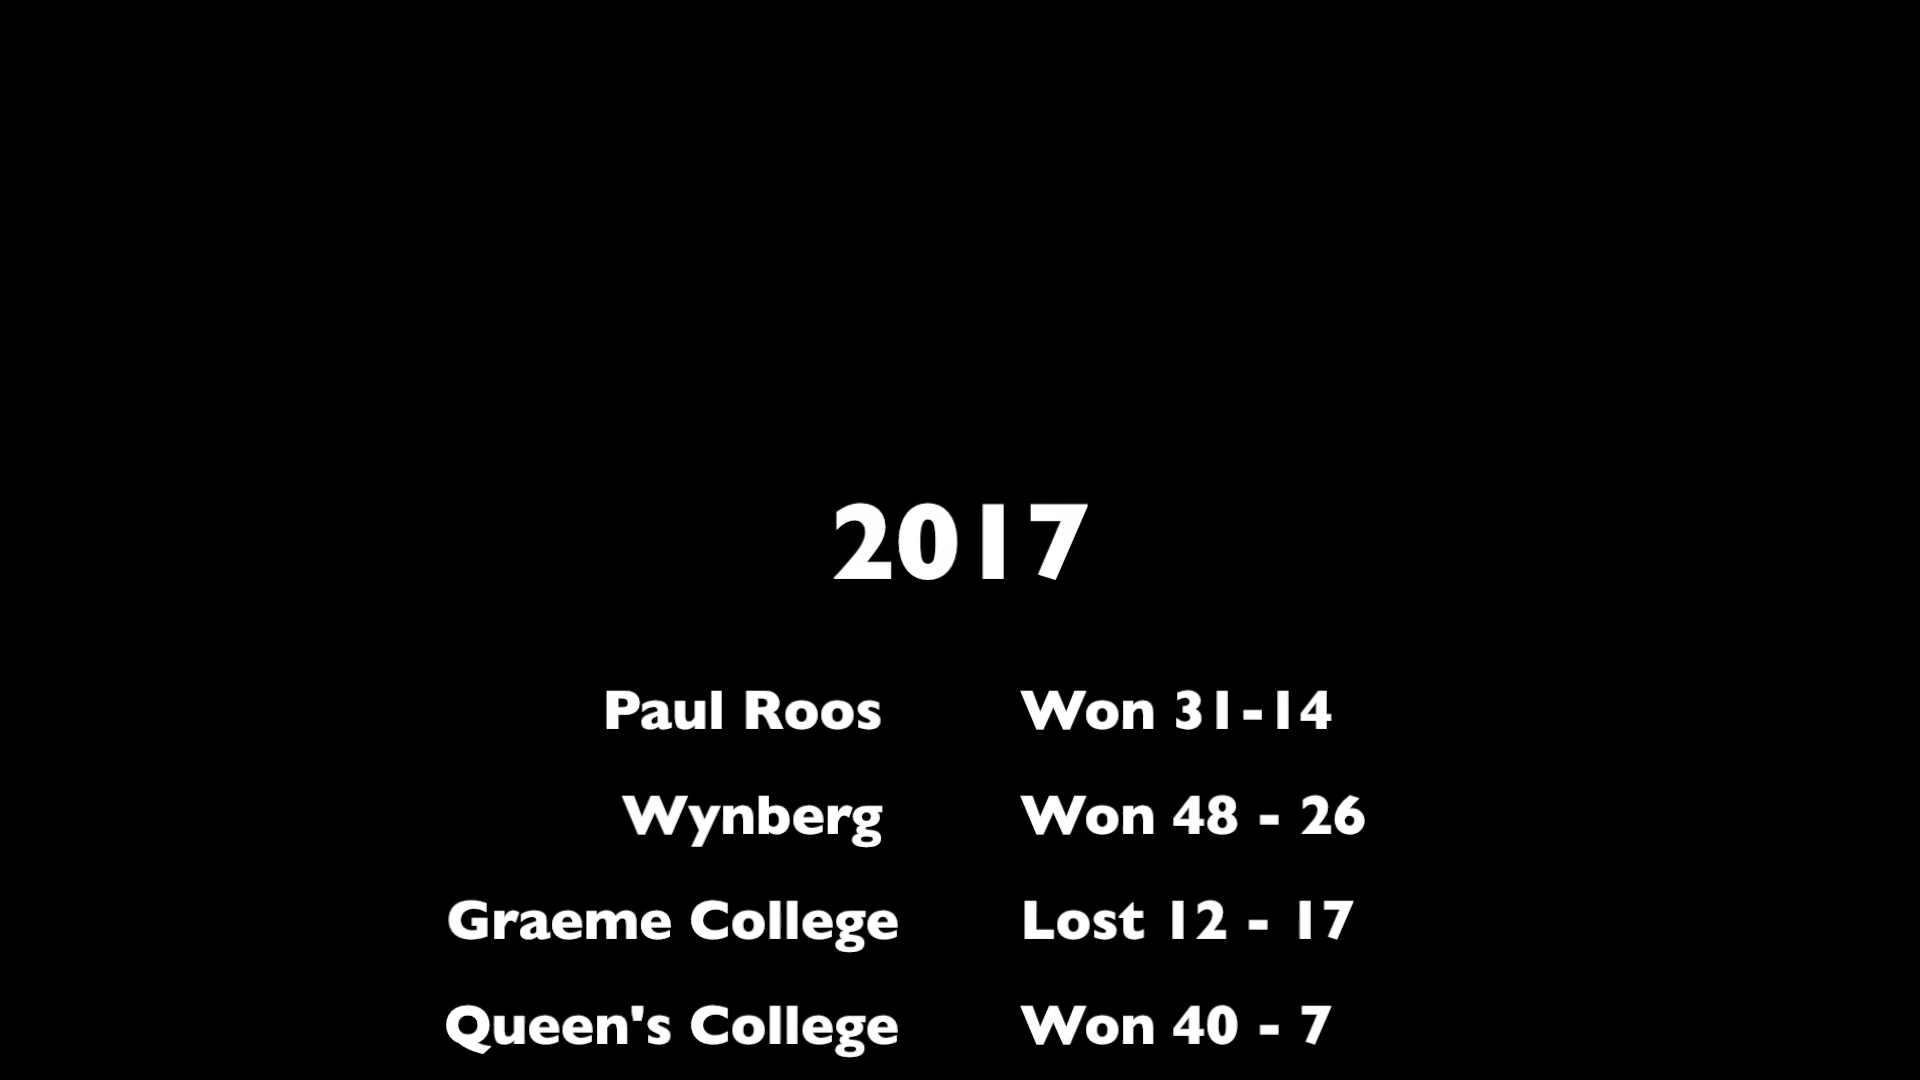 2017
Paul Roos Won 31-14
Wynberg Won 48 - 26
Graeme College Lost 12 - 17
Queen's College Won 40 - 7